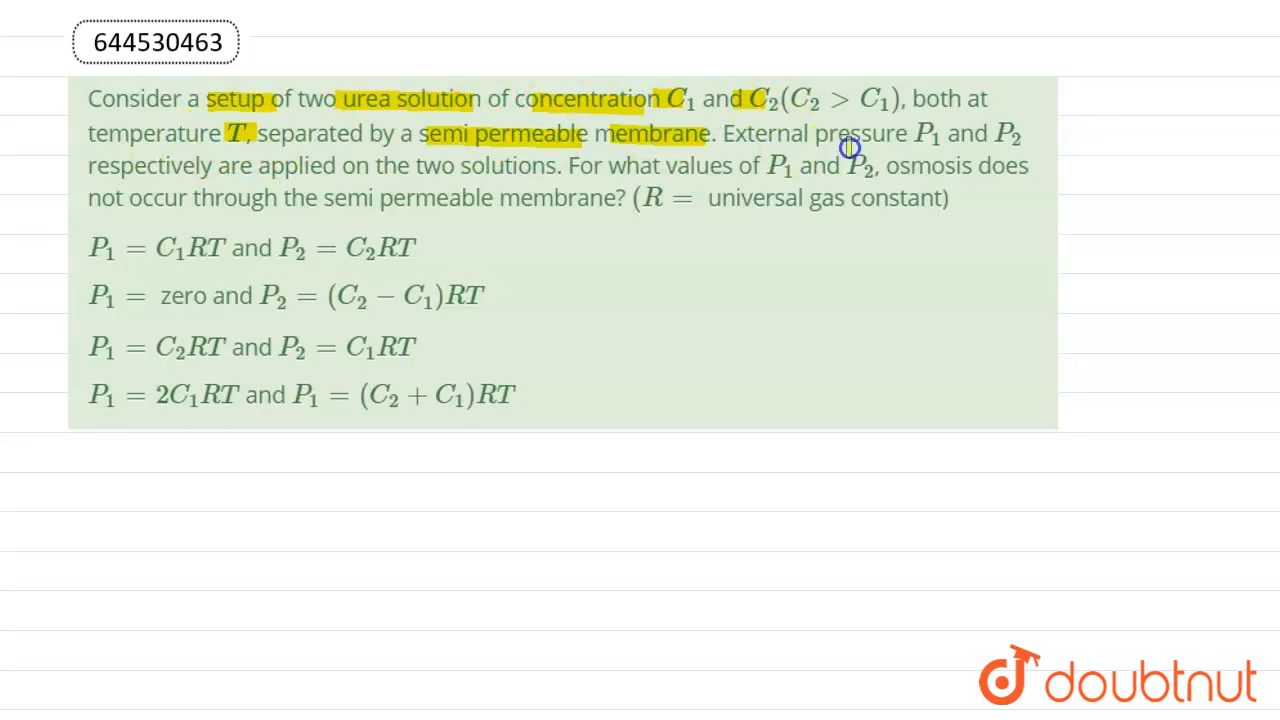 644530463
Consider a setup of two urea solution of concentration C₁ and C₂(C₂ > C₁), both at
temperature T, separated by a semi permeable membrane. External pressure P₁ and P₂
respectively are applied on the two solutions. For what values of P₁ and P₂, osmosis does
not occur through the semi permeable membrane? (R = universal gas constant)
P₁ = C₁RT and P₂ = C₂RT
P₁ = zero and P₂ = (C₂ − C₁)RT
P₁ = C₂RT and P₂ = C₁RT
P₁ = 2C₁RT and P₁ = (C₂ + C₁)RT
doubtnut